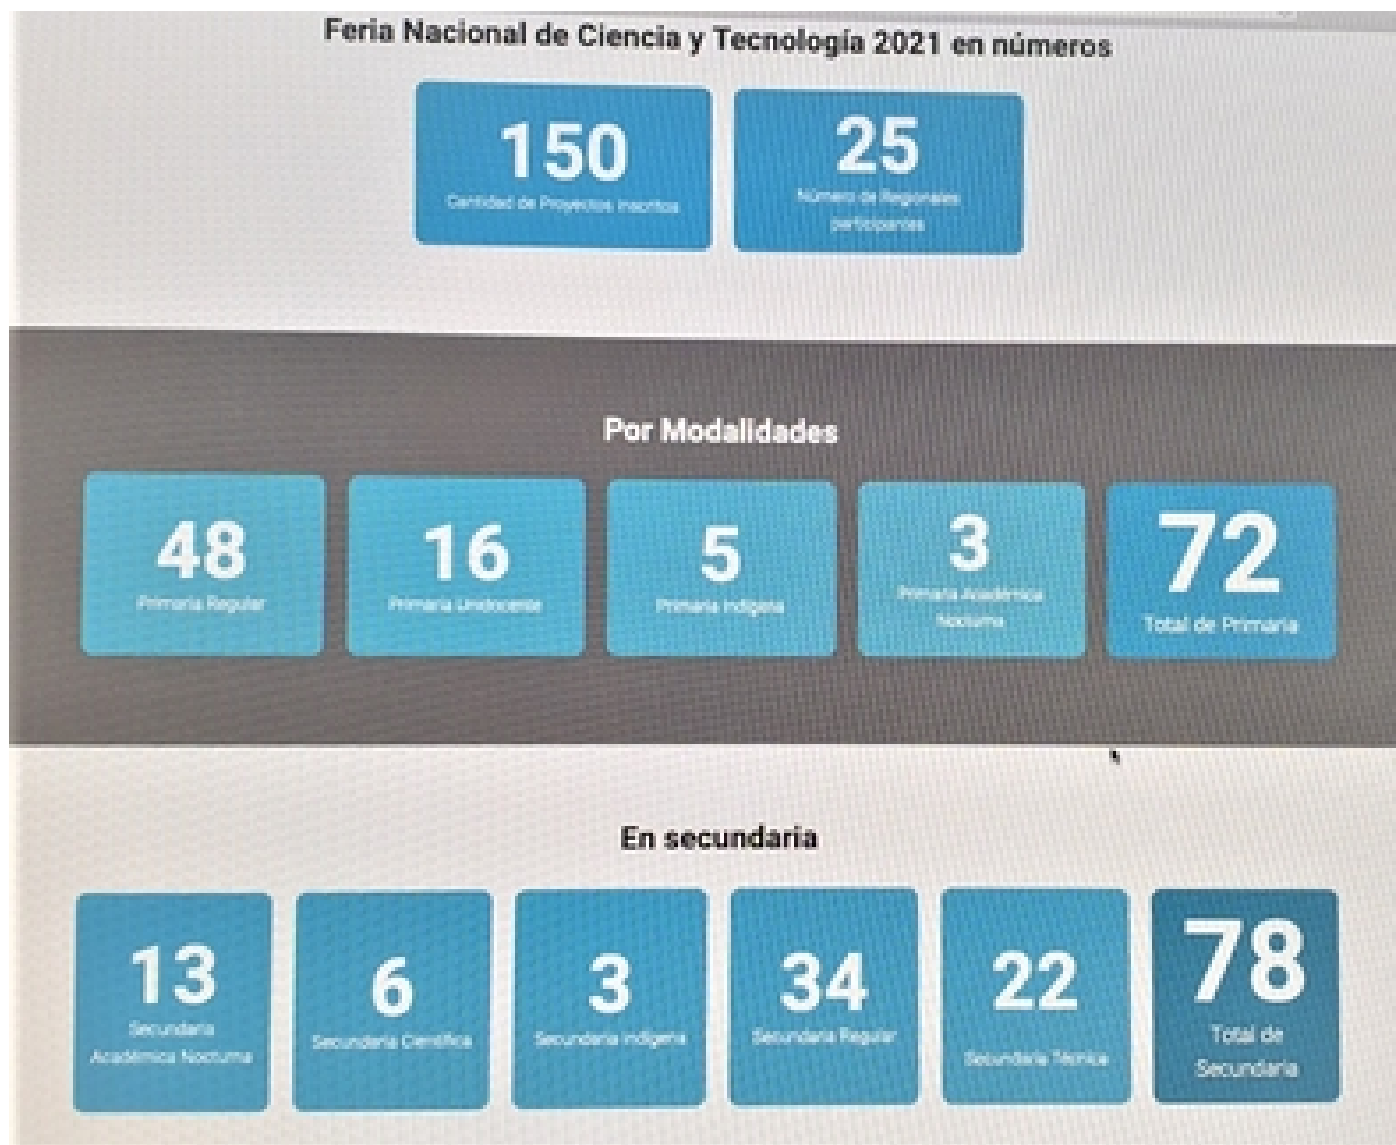 Feria Nacional de Ciencia y Tecnología 2021 en números
150
Cantidad de Proyectos inscritos
25
Número de Regionales
participantes
Por Modalidades
48
Primaria Regular
16
Primaria Unidocente
5
Primaria Indígena
3
Primaria Académica
Nocturna
72
Total de Primaria
En secundaria
13
Secundaria
Académica Nocturna
6
Secundaria Científica
3
Secundaria indígena
34
Secundaria Regular
22
Secundaria Técnica
78
Total de
Secundaria